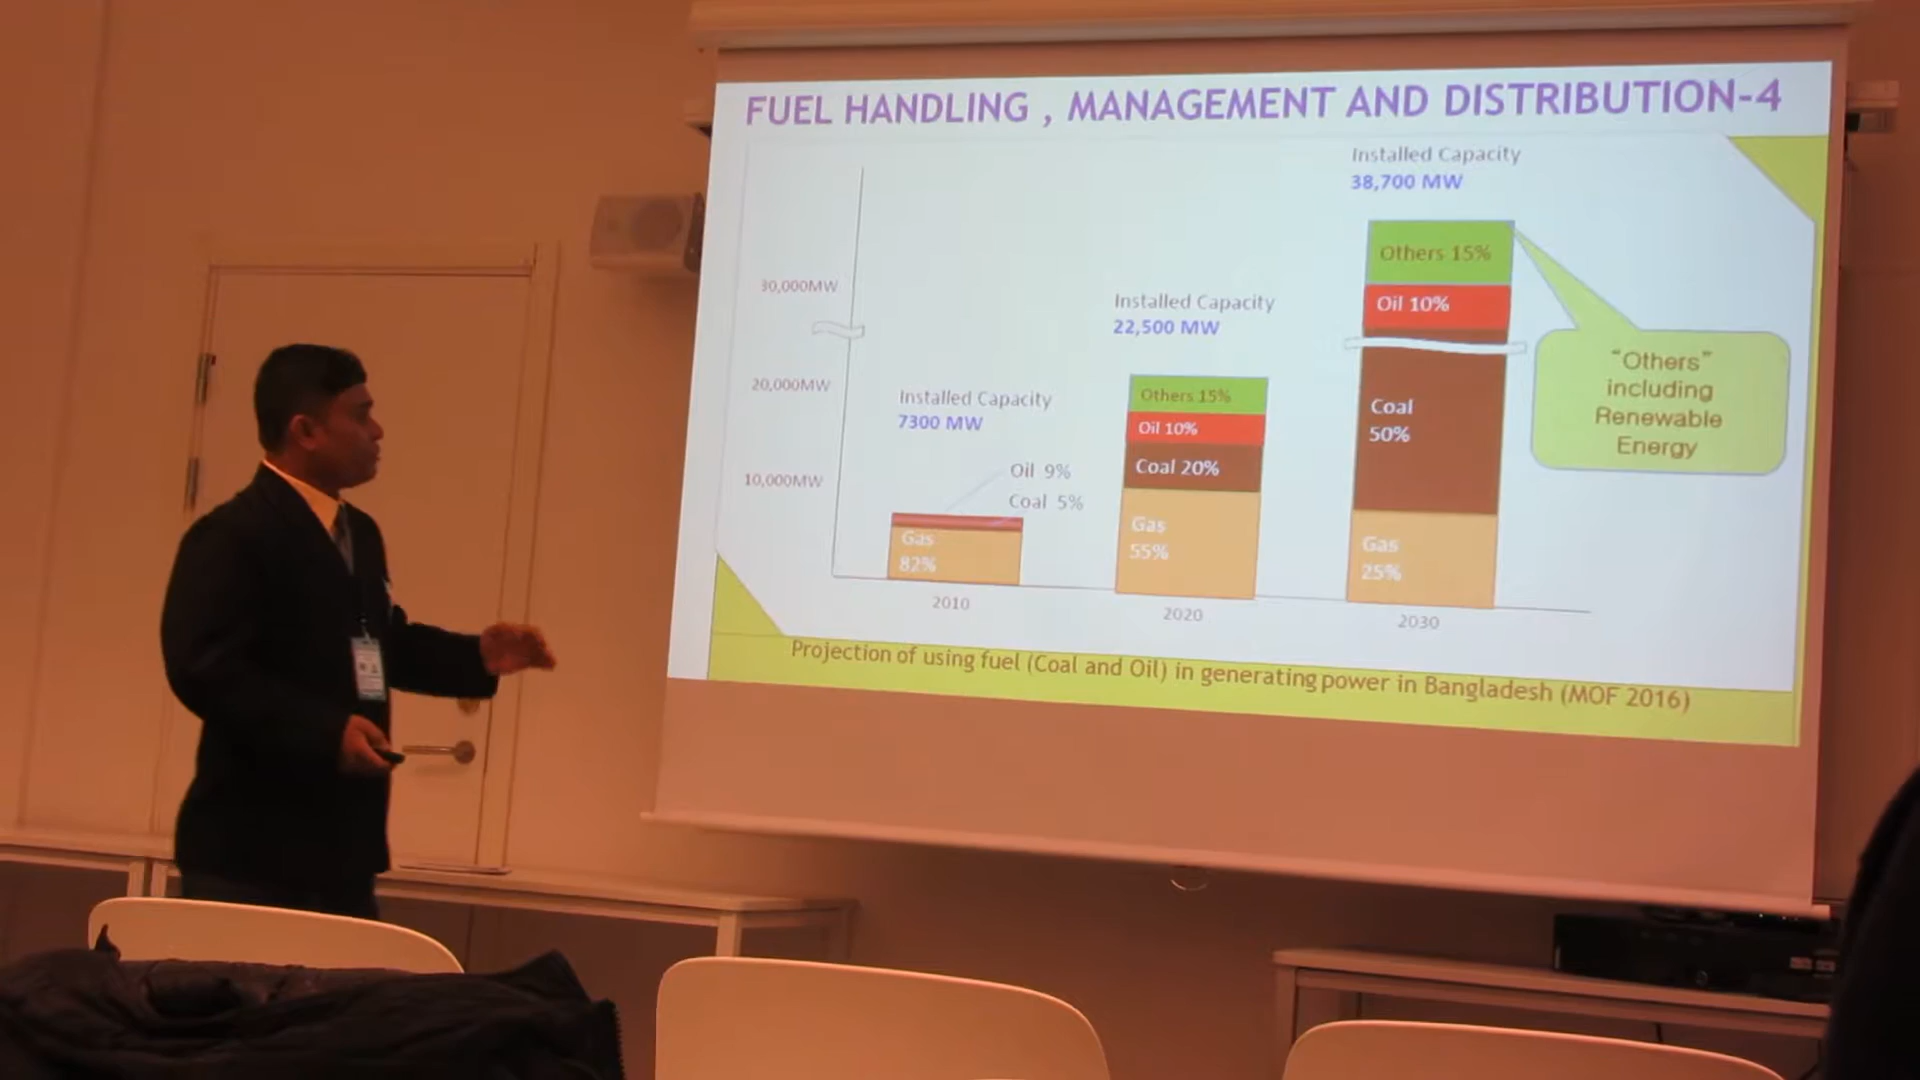 FUEL HANDLING , MANAGEMENT AND DISTRIBUTION-4
Installed Capacity
38,700 MW
Others 15%
Oil 10%
Coal
50%
Gas
25%
"Others"
including
Renewable
Energy
Installed Capacity
22,500 MW
Others 15%
Oil 10%
Coal 20%
Gas
55%
Installed Capacity
7300 MW
Oil 9%
Coal 5%
Gas
82%
30,000MW
20,000MW
10,000MW
2010
2020
2030
Projection of using fuel (Coal and Oil) in generating power in Bangladesh (MOF 2016)